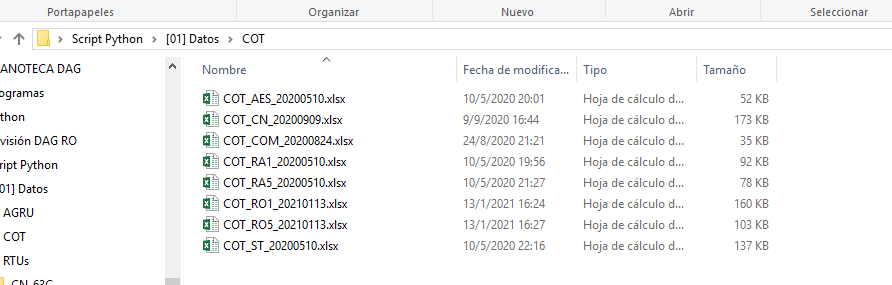 Portapapeles Organizar Nuevo Abrir Seleccionar
Script Python > [01] Datos > COT
ANOTECA DAG
ogramas
thon
visión DAG RO
ript Python
01] Datos
AGRU
COT
RTUs
CN-63C
Nombre Fecha de modifica... Tipo Tamaño
COT_AES_20200510.xlsx 10/5/2020 20:01 Hoja de cálculo d... 52 KB
COT_CN_20200909.xlsx 9/9/2020 16:44 Hoja de cálculo d... 173 KB
COT_COM_20200824.xlsx 24/8/2020 21:21 Hoja de cálculo d... 35 KB
COT_RA1_20200510.xlsx 10/5/2020 19:56 Hoja de cálculo d... 92 KB
COT_RA5_20200510.xlsx 10/5/2020 21:27 Hoja de cálculo d... 78 KB
COT_RO1_20210113.xlsx 13/1/2021 16:24 Hoja de cálculo d... 160 KB
COT_RO5_20210113.xlsx 13/1/2021 16:27 Hoja de cálculo d... 103 KB
COT_ST_20200510.xlsx 10/5/2020 22:16 Hoja de cálculo d... 137 KB